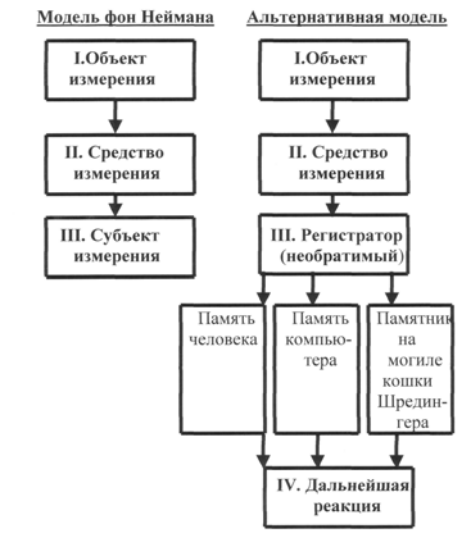 Модель фон Неймана
I.Объект
измерения
II. Средство
измерения
III. Субъект
измерения
Альтернативная модель
I.Объект
измерения
II. Средство
измерения
III. Регистратор
(необратимый)
Память
человека
Память
компью-
тера
Памятник
на
могиле
кошки
Шредин-
гера
IV. Дальнейшая
реакция